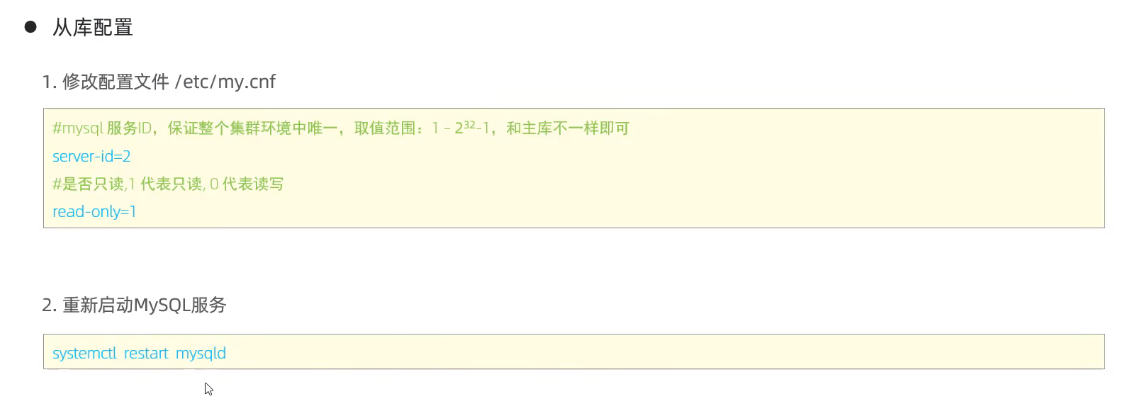 ● 从库配置
1. 修改配置文件 /etc/my.cnf
#mysql 服务ID，保证整个集群环境中唯一，取值范围：1 – 2³²-1，和主库不一样即可
server-id=2
#是否只读,1 代表只读, 0 代表读写
read-only=1
2. 重新启动MySQL服务
systemctl restart mysqld